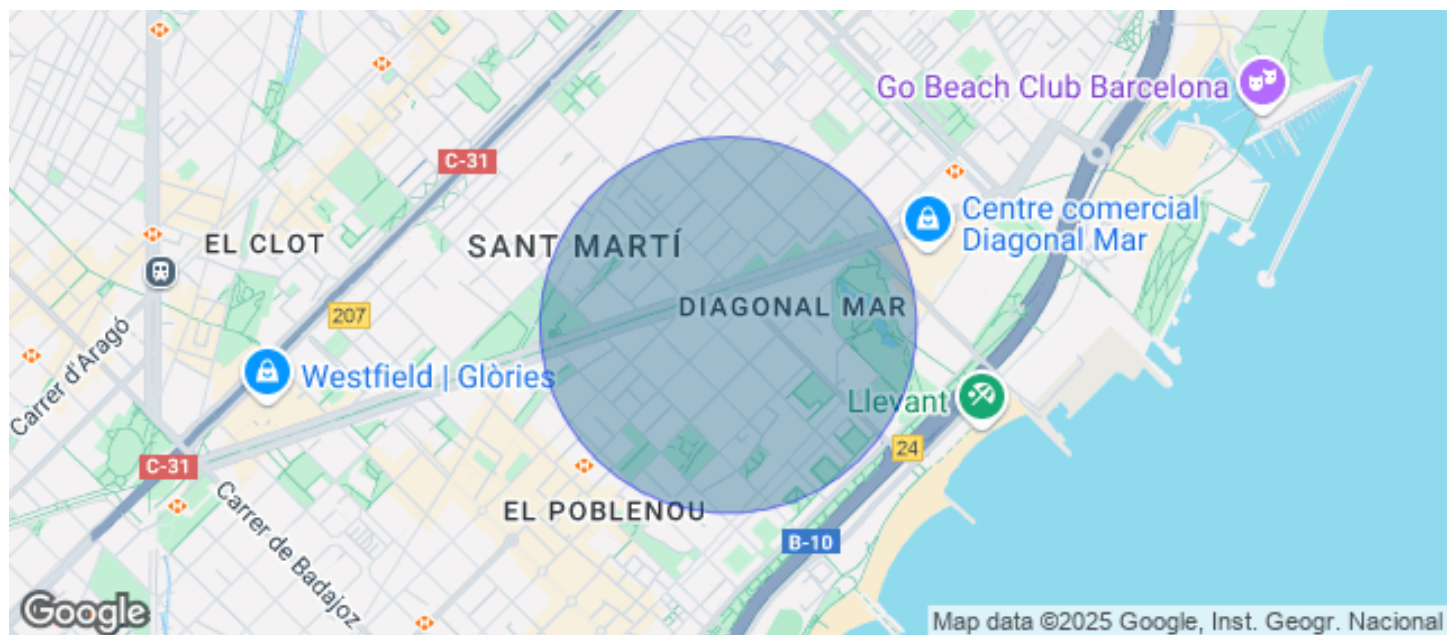 Go Beach Club Barcelona
C-31
Centre comercial
Diagonal Mar
EL CLOT
SANT MARTÍ
DIAGONAL MAR
207
Carrer d'Aragó
Westfield | Glòries
Llevant
24
C-31
EL POBLENOU
Carrer de Badajoz
B-10
Google
Map data ©2025 Google, Inst. Geogr. Nacional